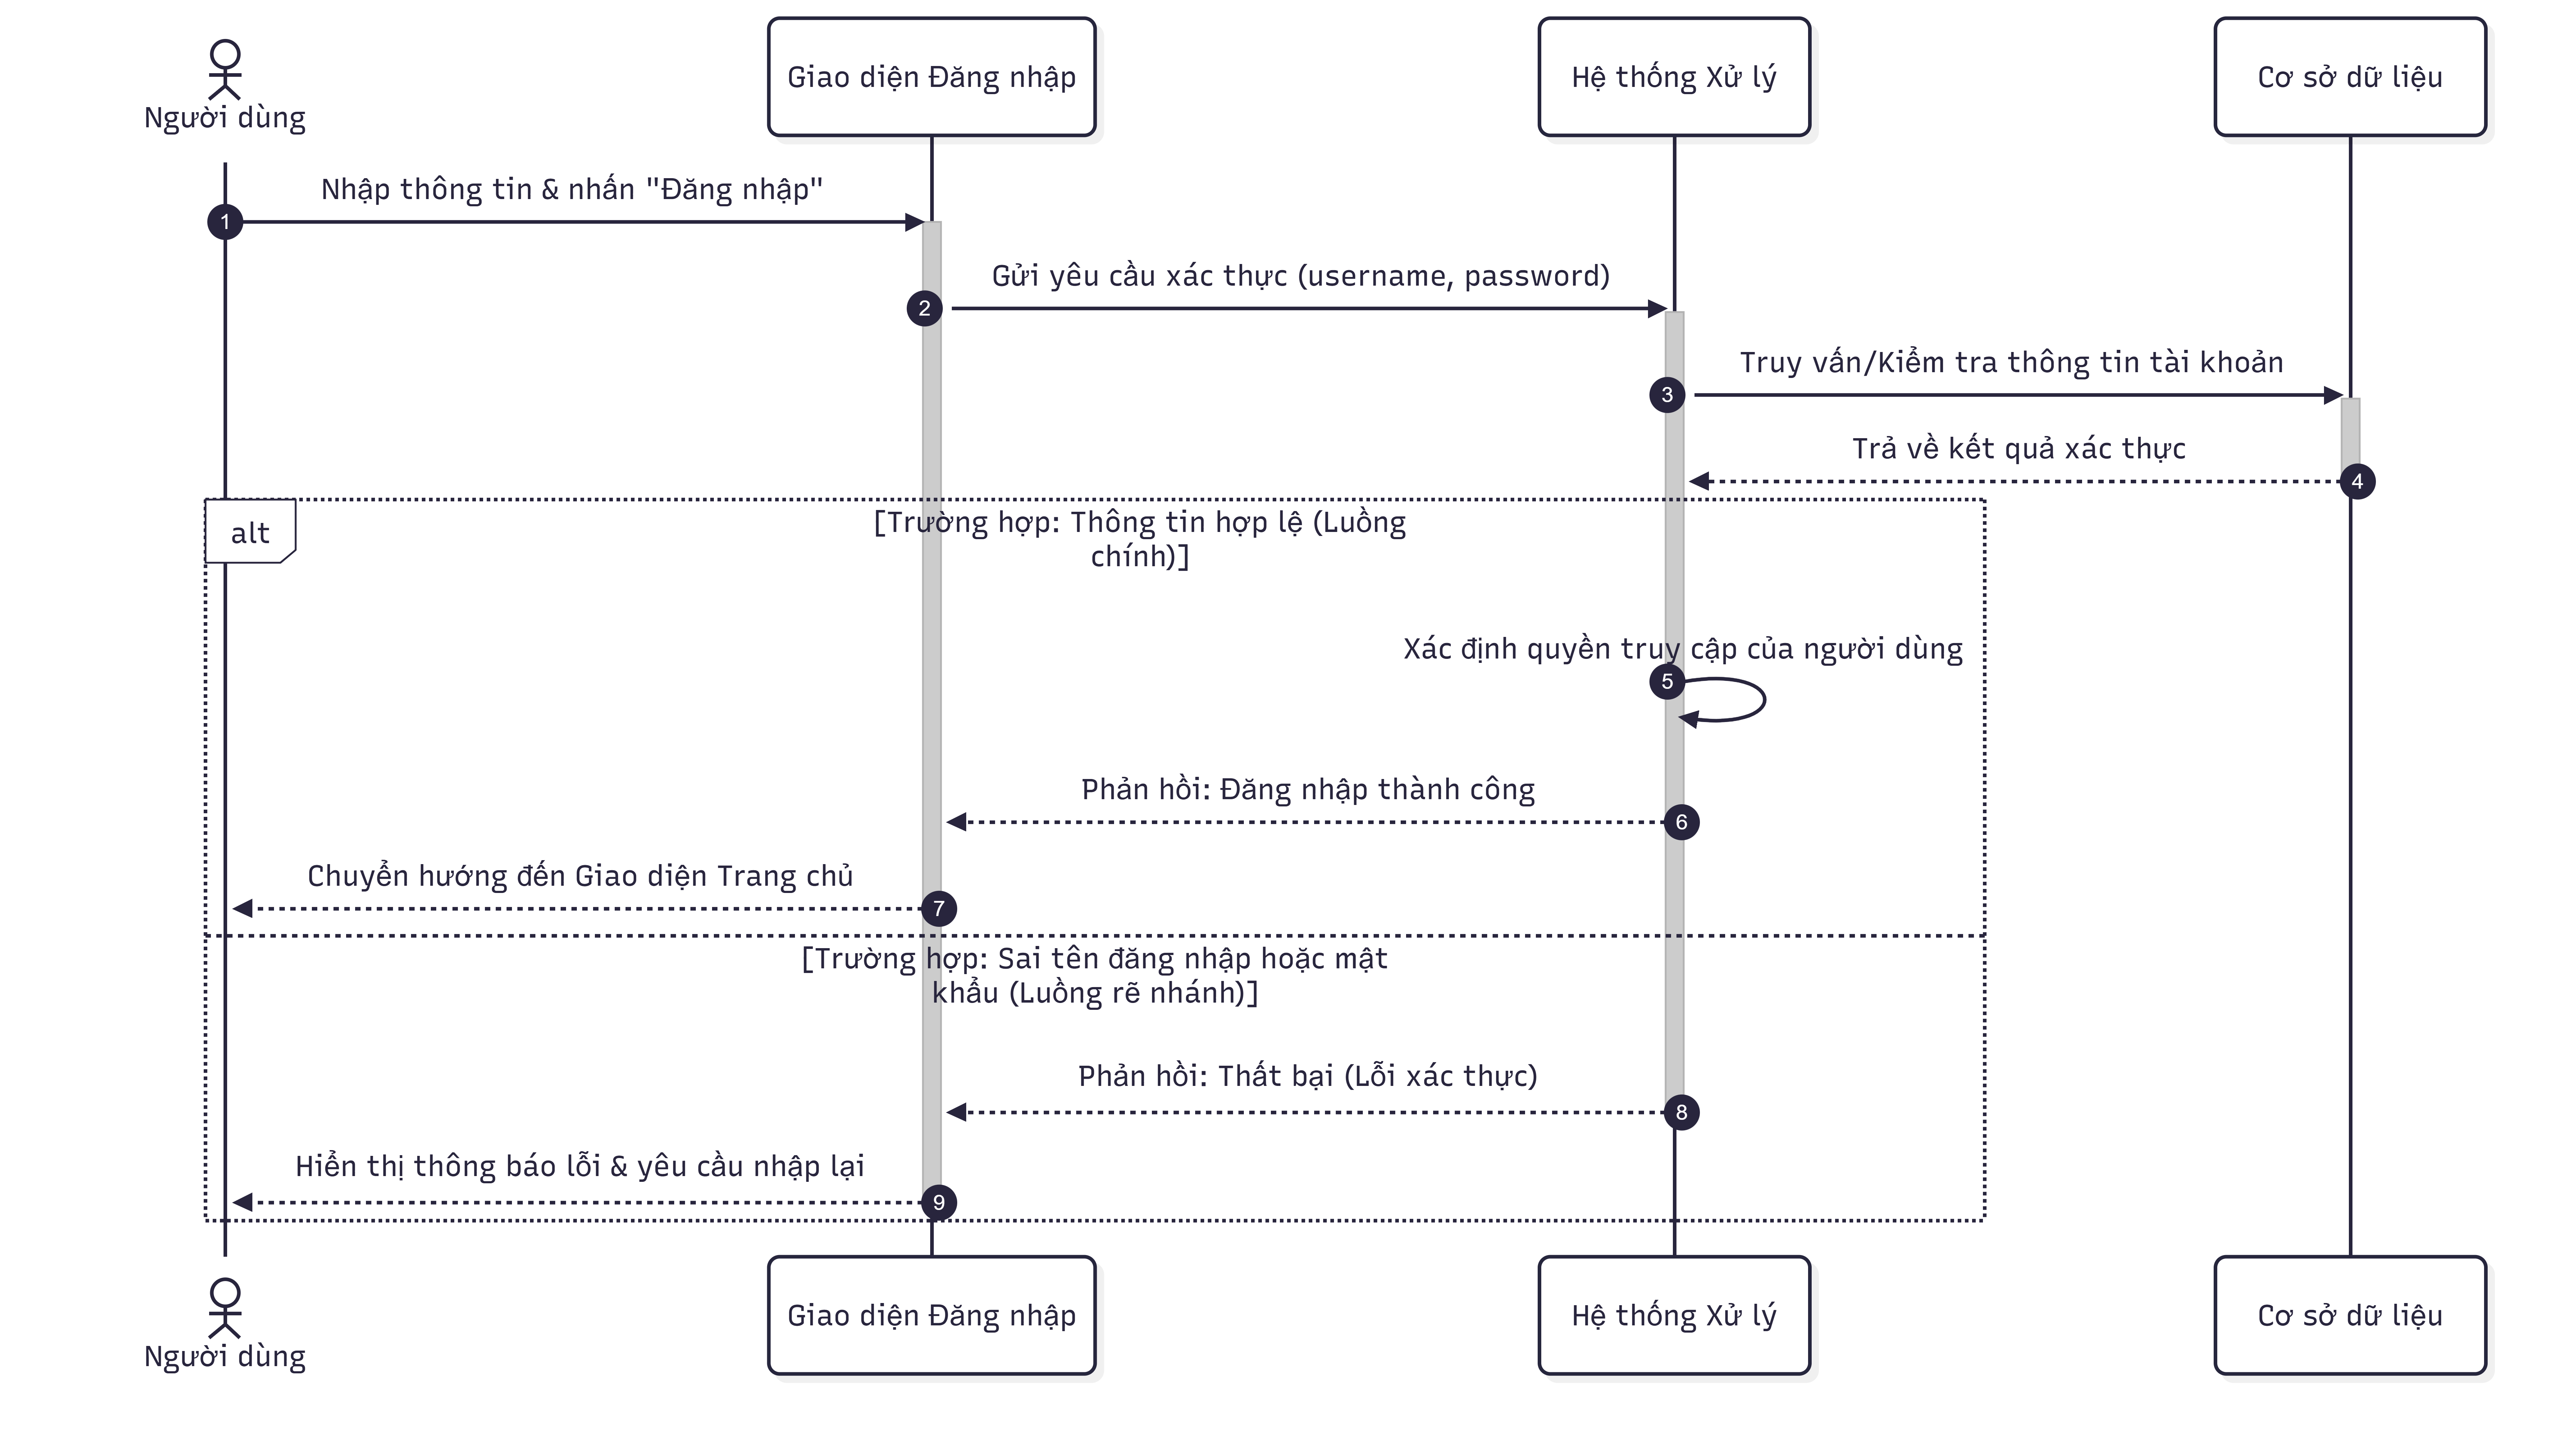 Người dùng
Giao diện Đăng nhập
Hệ thống Xử lý
Cơ sở dữ liệu
Nhập thông tin & nhấn "Đăng nhập"
1
Gửi yêu cầu xác thực (username, password)
2
Truy vấn/Kiểm tra thông tin tài khoản
3
Trả về kết quả xác thực
4
alt
[Trường hợp: Thông tin hợp lệ (Luồng
chính)]
Xác định quyền truy cập của người dùng
5
Phản hồi: Đăng nhập thành công
6
Chuyển hướng đến Giao diện Trang chủ
7
[Trường hợp: Sai tên đăng nhập hoặc mật
khẩu (Luồng rẽ nhánh)]
Phản hồi: Thất bại (Lỗi xác thực)
8
Hiển thị thông báo lỗi & yêu cầu nhập lại
9
Người dùng
Giao diện Đăng nhập
Hệ thống Xử lý
Cơ sở dữ liệu